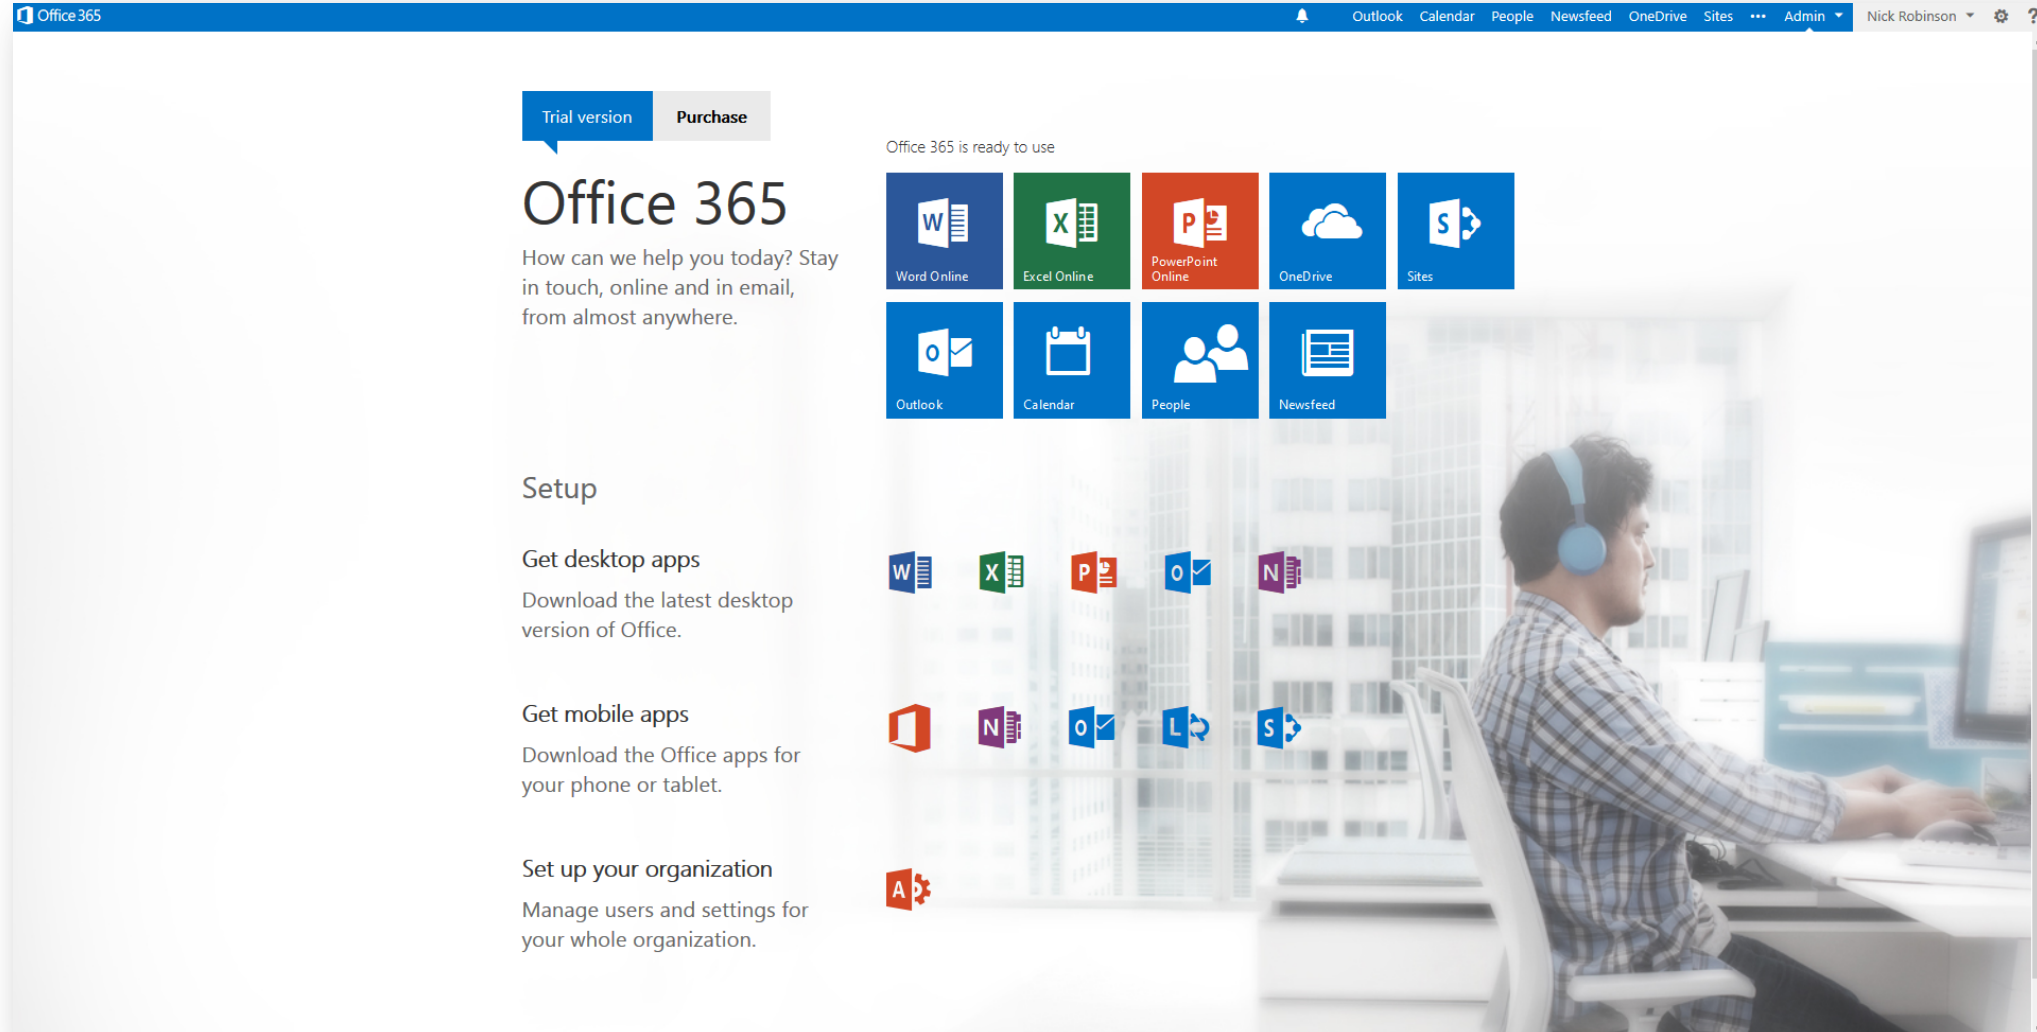 Office 365
Outlook Calendar People Newsfeed OneDrive Sites ••• Admin Nick Robinson ?
Trial version
Purchase
Office 365 is ready to use
Office 365
How can we help you today? Stay
in touch, online and in email,
from almost anywhere.
W
Word Online
X
Excel Online
P
PowerPoint
Online
OneDrive
S
Sites
O
Outlook
Calendar
People
Newsfeed
Setup
Get desktop apps
Download the latest desktop
version of Office.
W X P O N
Get mobile apps
Download the Office apps for
your phone or tablet.
N O L S
Set up your organization
Manage users and settings for
your whole organization.
A